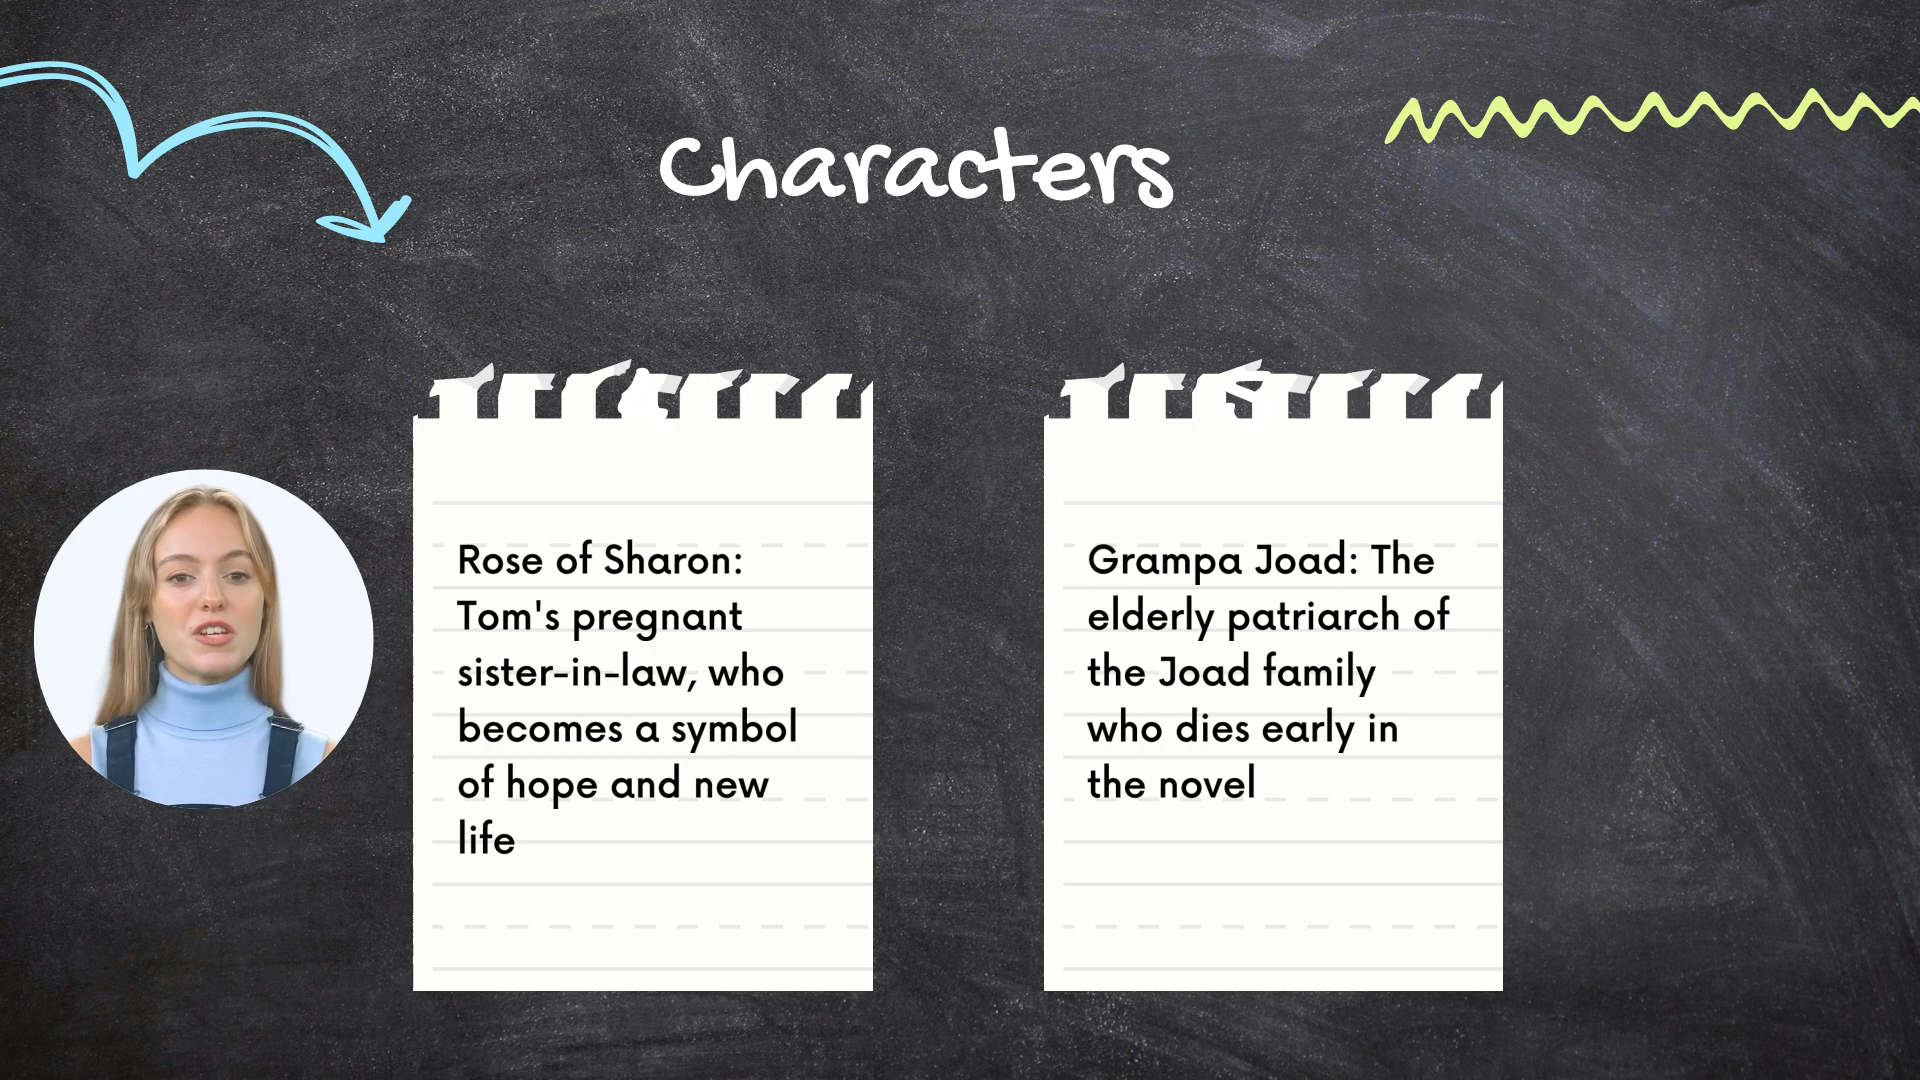 Characters
Rose of Sharon:
Tom's pregnant
sister-in-law, who
becomes a symbol
of hope and new
life
Grampa Joad: The
elderly patriarch of
the Joad family
who dies early in
the novel